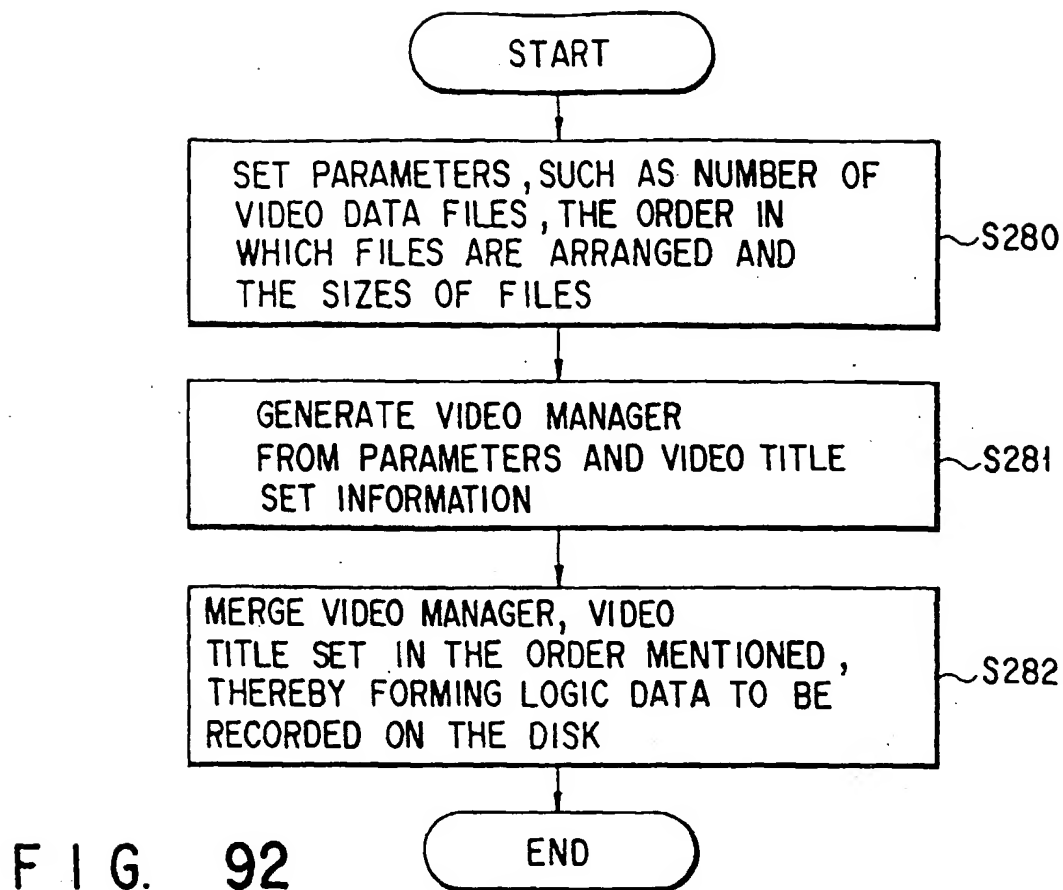 START
SET PARAMETERS, SUCH AS NUMBER OF
VIDEO DATA FILES, THE ORDER IN
WHICH FILES ARE ARRANGED AND
THE SIZES OF FILES
S280
GENERATE VIDEO MANAGER
FROM PARAMETERS AND VIDEO TITLE
SET INFORMATION
S281
MERGE VIDEO MANAGER, VIDEO
TITLE SET IN THE ORDER MENTIONED,
THEREBY FORMING LOGIC DATA TO BE
RECORDED ON THE DISK
S282
END
FIG. 92